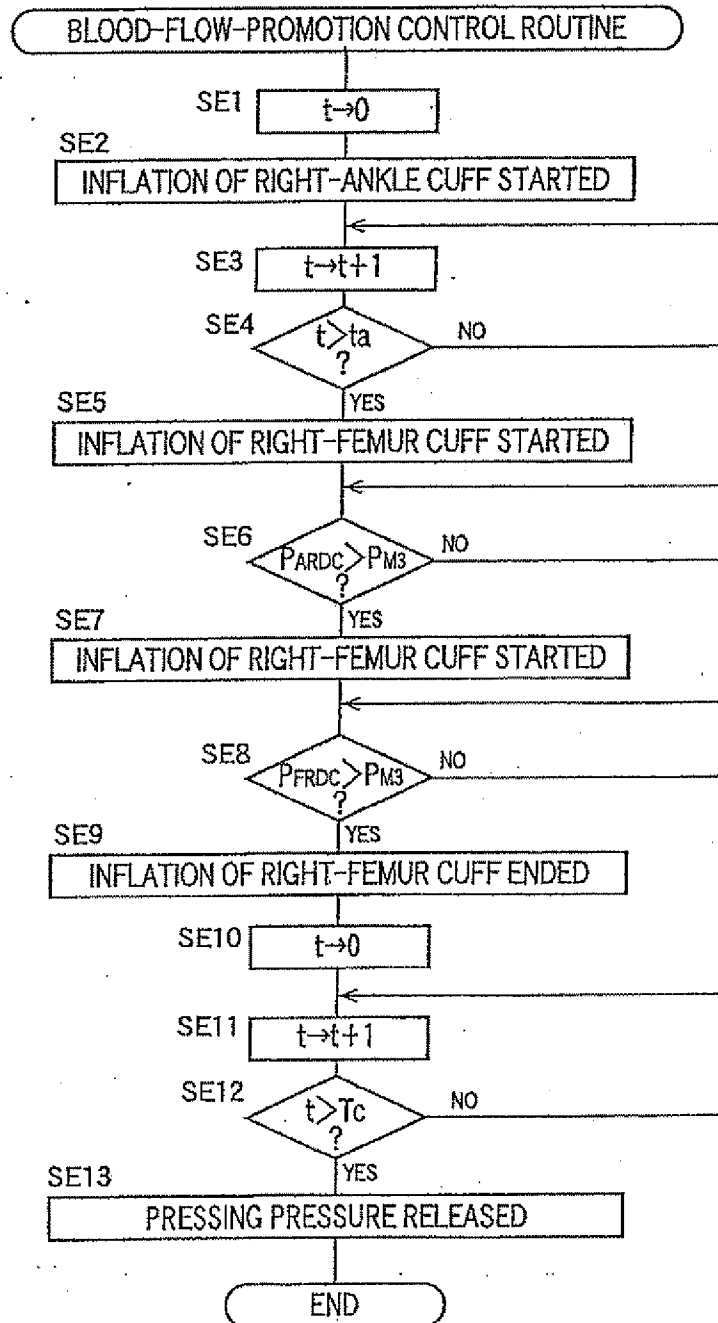 BLOOD-FLOW-PROMOTION CONTROL ROUTINE
SE1
t→0
SE2
INFLATION OF RIGHT-ANKLE CUFF STARTED
SE3
t→t+1
SE4
t>ta
?
NO
YES
SE5
INFLATION OF RIGHT-FEMUR CUFF STARTED
SE6
PARDC>PM3
?
NO
YES
SE7
INFLATION OF RIGHT-FEMUR CUFF STARTED
SE8
PFRDC>PM3
?
NO
YES
SE9
INFLATION OF RIGHT-FEMUR CUFF ENDED
SE10
t→0
SE11
t→t+1
SE12
t>Tc
?
NO
YES
SE13
PRESSING PRESSURE RELEASED
END